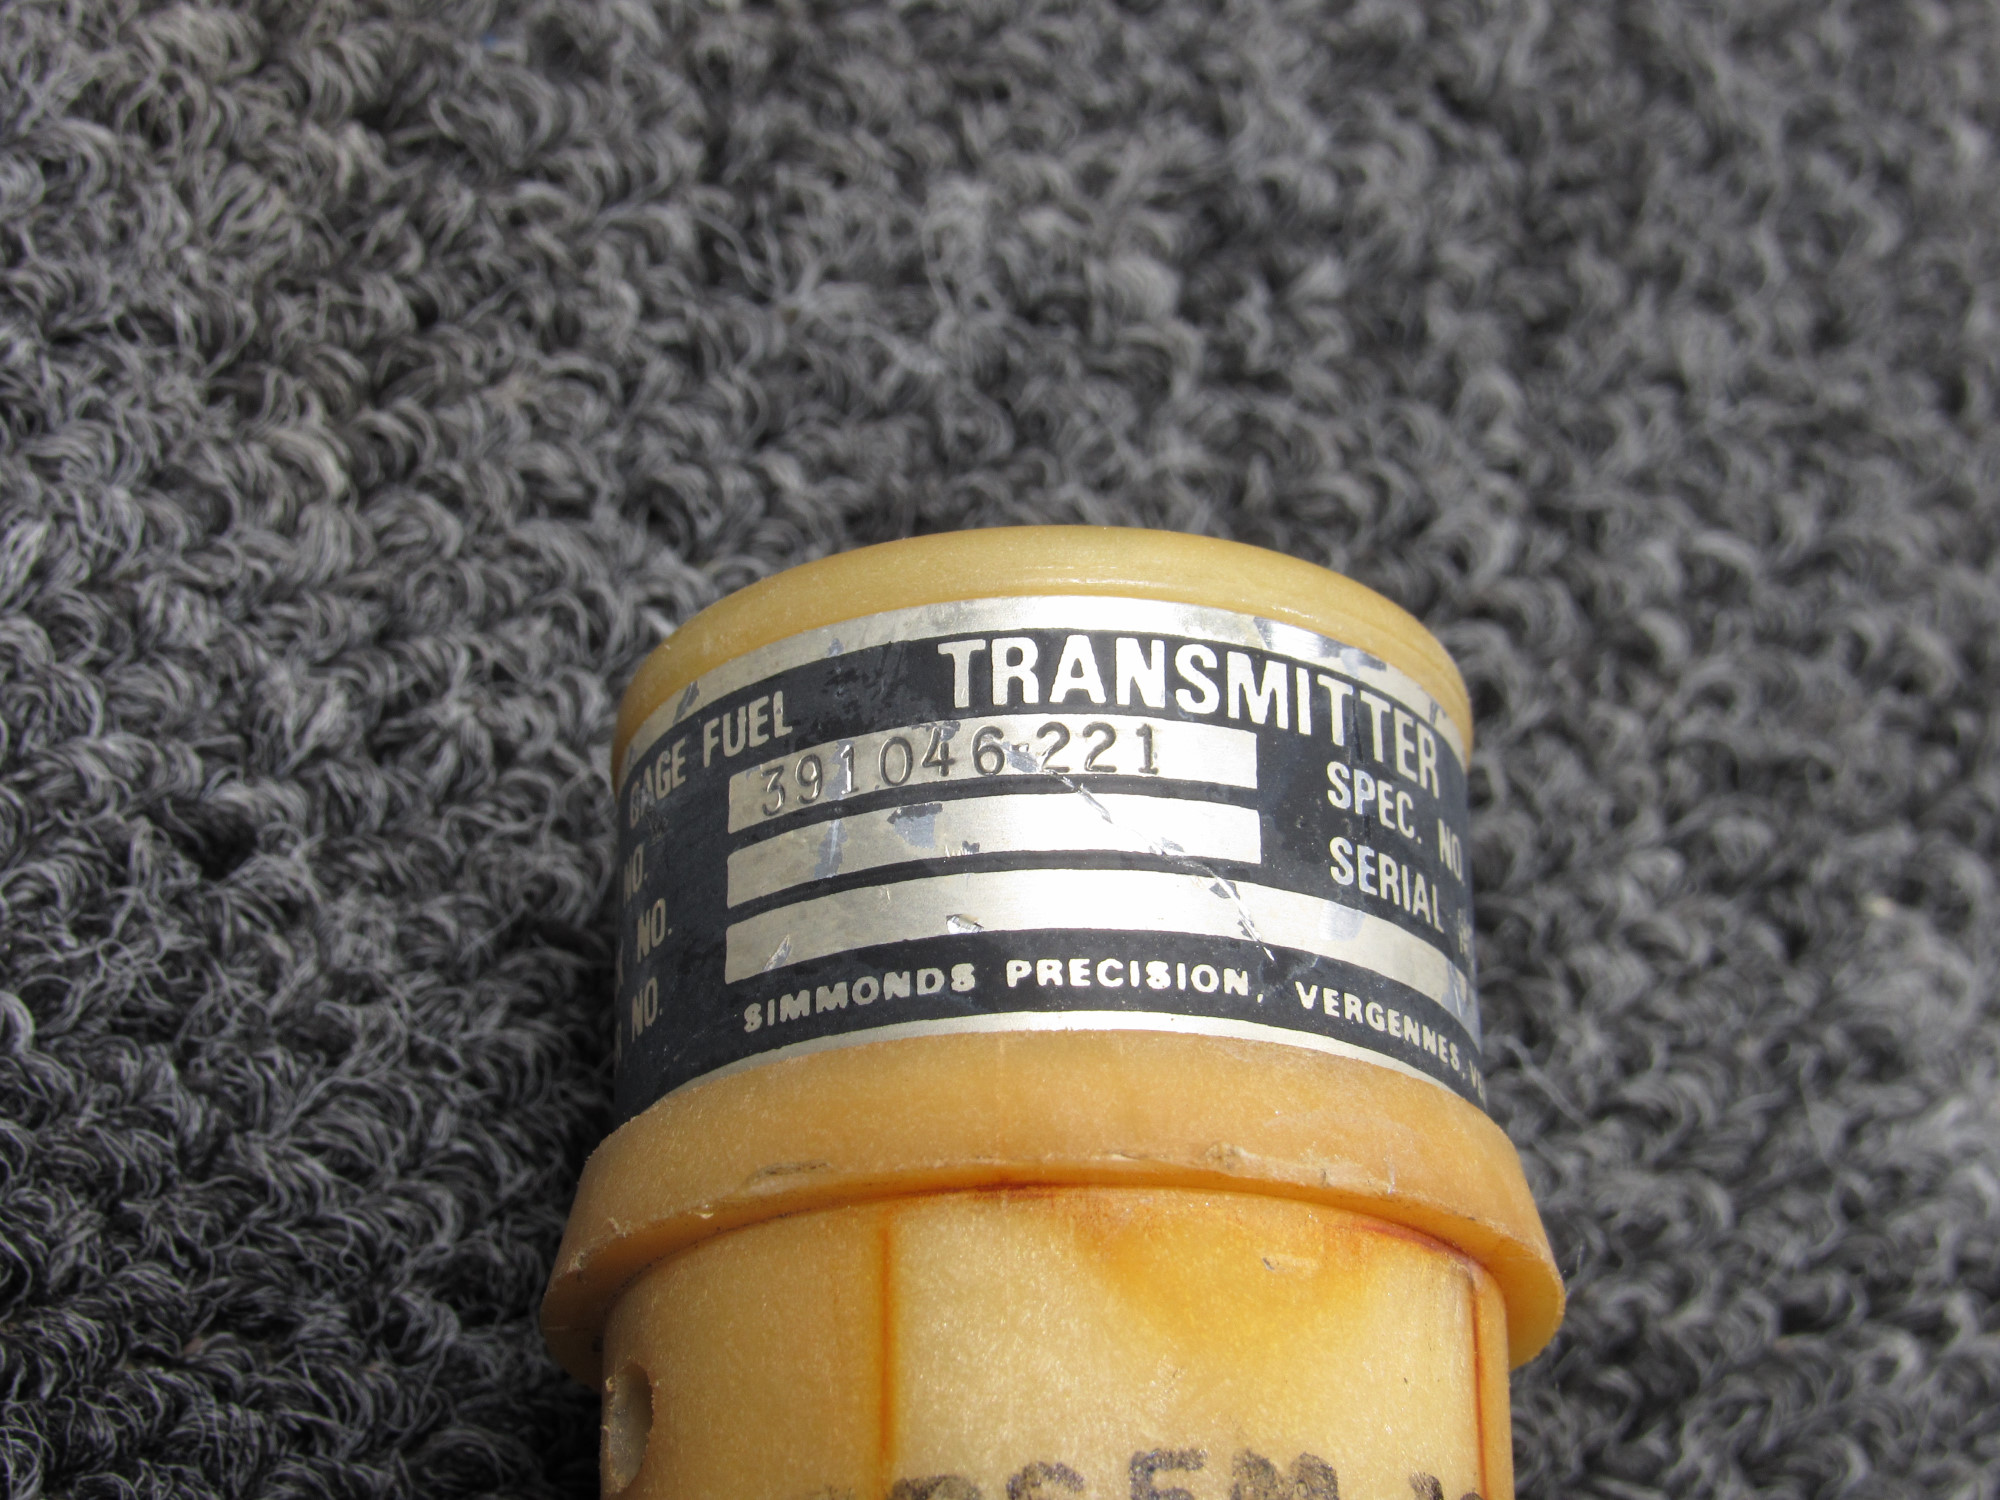 GAGE FUEL TRANSMITTER
NO. 391046-221 SPEC. NO.
NO. SERIAL
NO.
SIMMONDS PRECISION, VERGENNES,